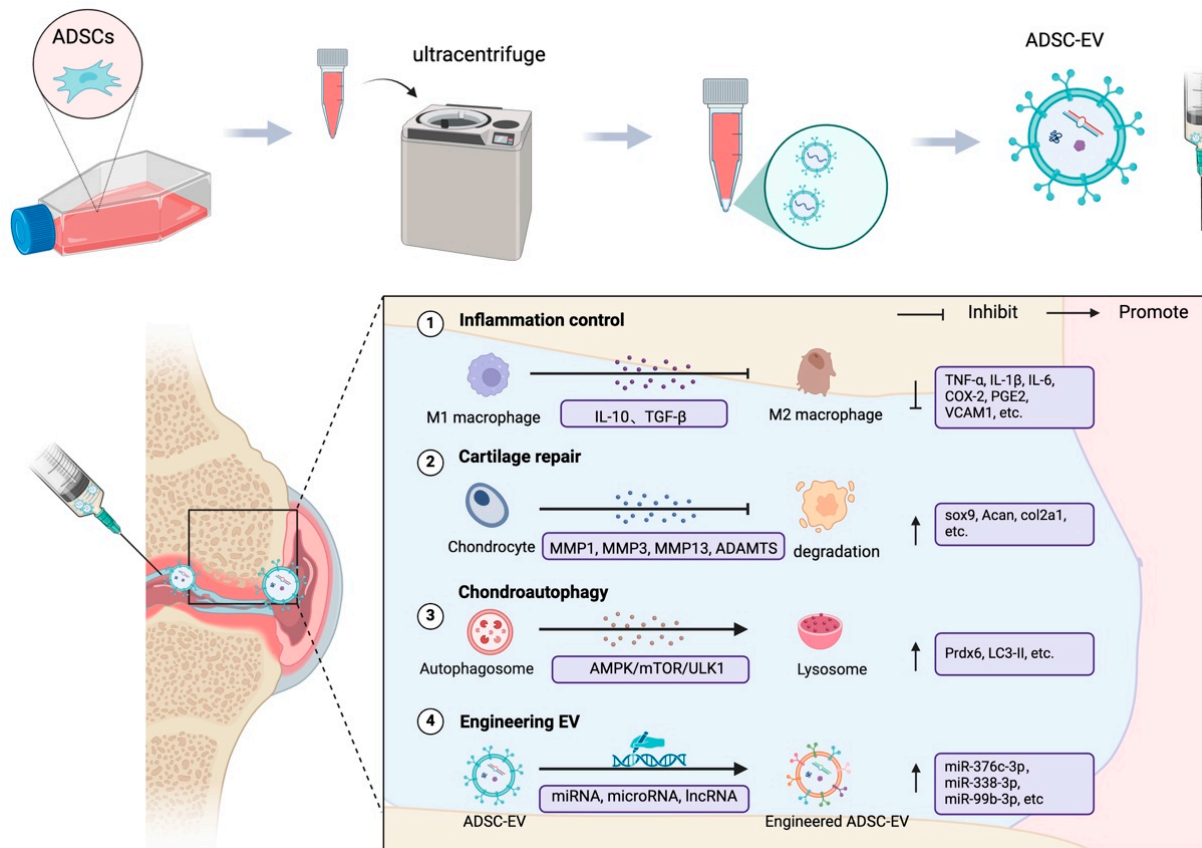 ADSCs
ultracentrifuge
ADSC-EV
Inhibit
Promote
1 Inflammation control
M1 macrophage
IL-10、TGF-β
M2 macrophage
TNF-α, IL-1β, IL-6,
COX-2, PGE2,
VCAM1, etc.
2 Cartilage repair
Chondrocyte
MMP1, MMP3, MMP13, ADAMTS
degradation
sox9, Acan, col2a1,
etc.
3 Chondroautophagy
Autophagosome
AMPK/mTOR/ULK1
Lysosome
Prdx6, LC3-II, etc.
4 Engineering EV
ADSC-EV
miRNA, microRNA, lncRNA
Engineered ADSC-EV
miR-376c-3p,
miR-338-3p,
miR-99b-3p, etc